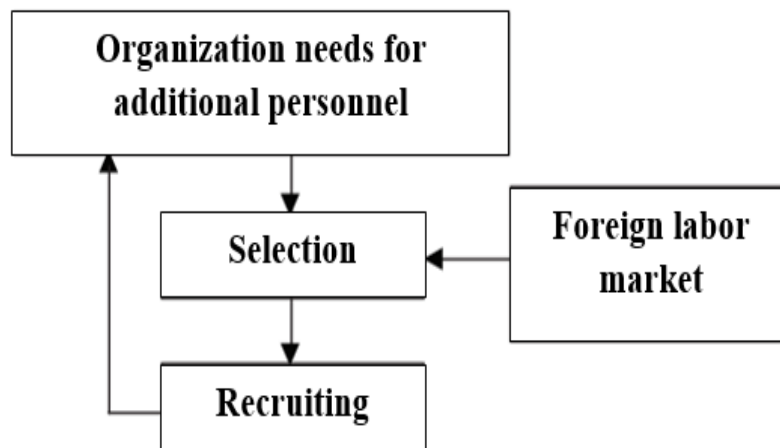 Organization needs for
additional personnel
Selection
Foreign labor
market
Recruiting